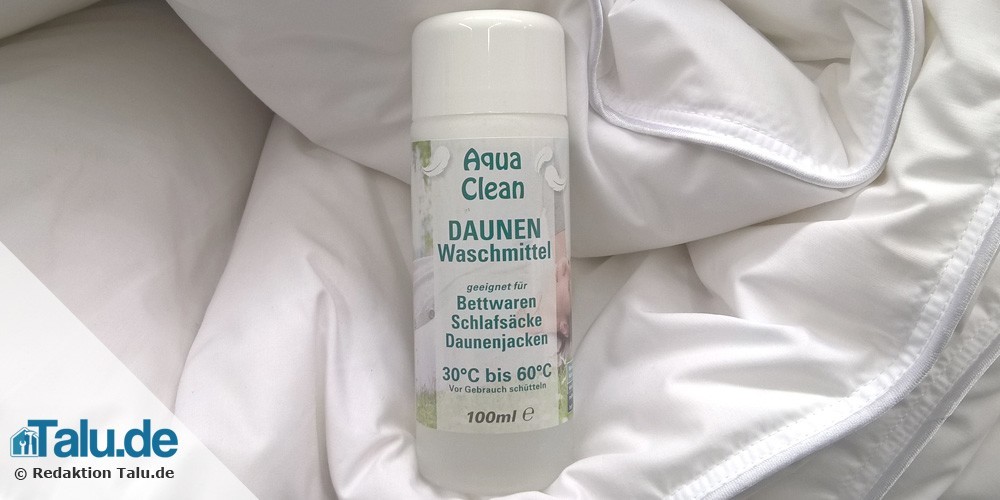 Aqua
Clean
DAUNEN
Waschmittel
geeignet für
Bettwaren
Schlafsäcke
Daunenjacken
30°C bis 60°C
Vor Gebrauch schütteln
100ml ℮
Talu.de
© Redaktion Talu.de